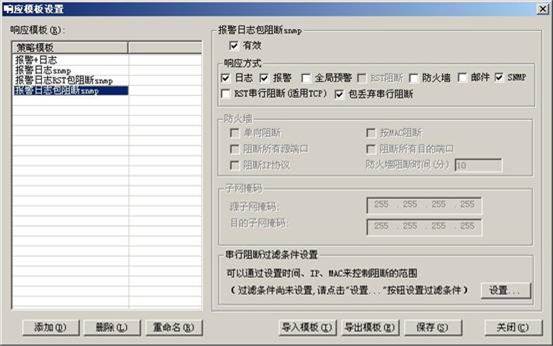 响应模板设置
响应模板(R):
策略模板
报警+日志
报警日志snmp
报警日志RST包阻断snmp
报警日志包阻断snmp
报警日志包阻断snmp
有效
响应方式
日志 报警 全局预警 RST阻断 防火墙 邮件 SNMP
RST串行阻断(适用TCP) 包丢弃串行阻断
防火墙
单向阻断 按MAC阻断
阻断所有源端口 阻断所有目的端口
阻断IP协议 防火墙阻断时间(分) 10
子网掩码
源子网掩码: 255 . 255 . 255 . 255
目的子网掩码: 255 . 255 . 255 . 255
串行阻断过滤条件设置
可以通过设置时间、IP、MAC来控制阻断的范围
(过滤条件尚未设置,请点击"设置..."按钮设置过滤条件) 设置...
添加(D) 删除(L) 重命名(R) 导入模板(I) 导出模板(E) 保存(S) 关闭(C)